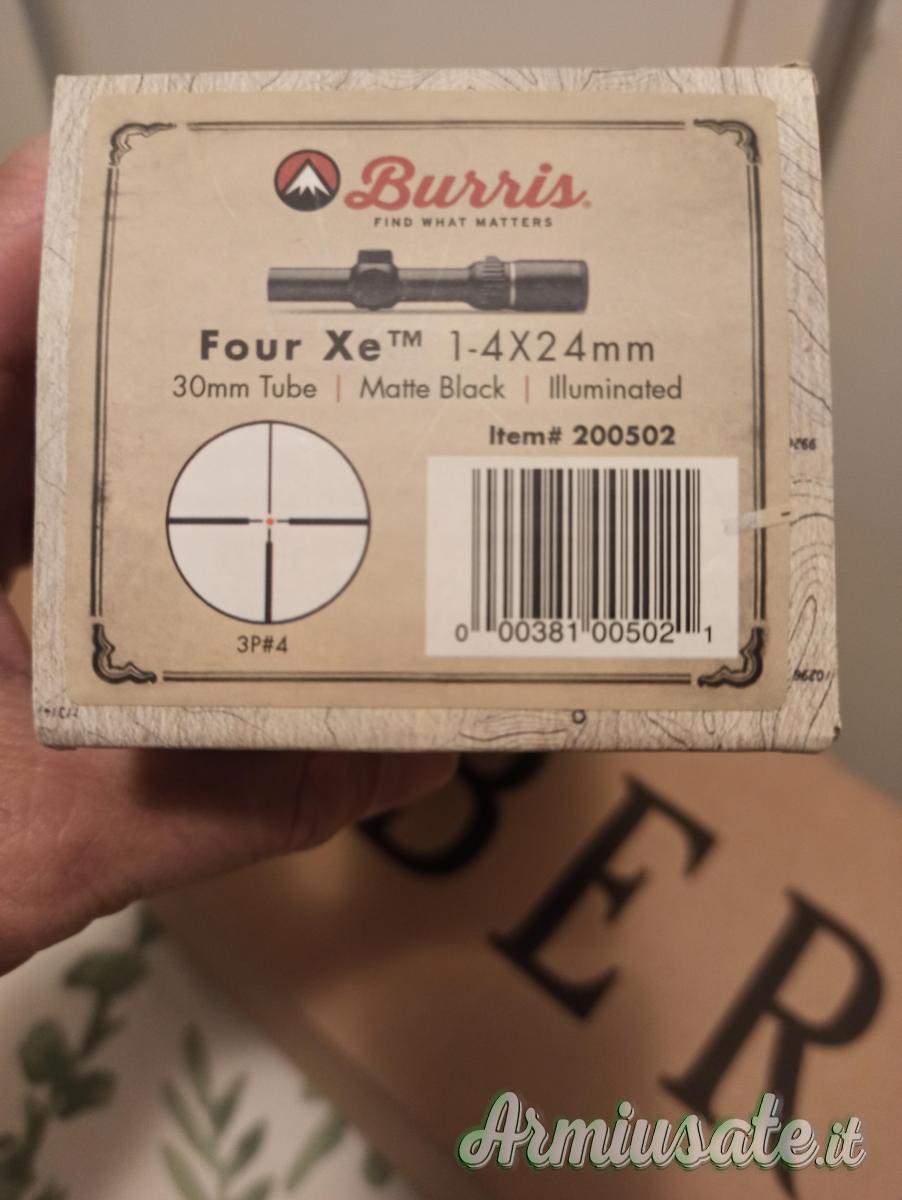 Burris®
FIND WHAT MATTERS
Four Xe™ 1-4X24mm
30mm Tube | Matte Black | Illuminated
Item# 200502
0 00381 00502 1
3P#4
BER
Armiusate.it